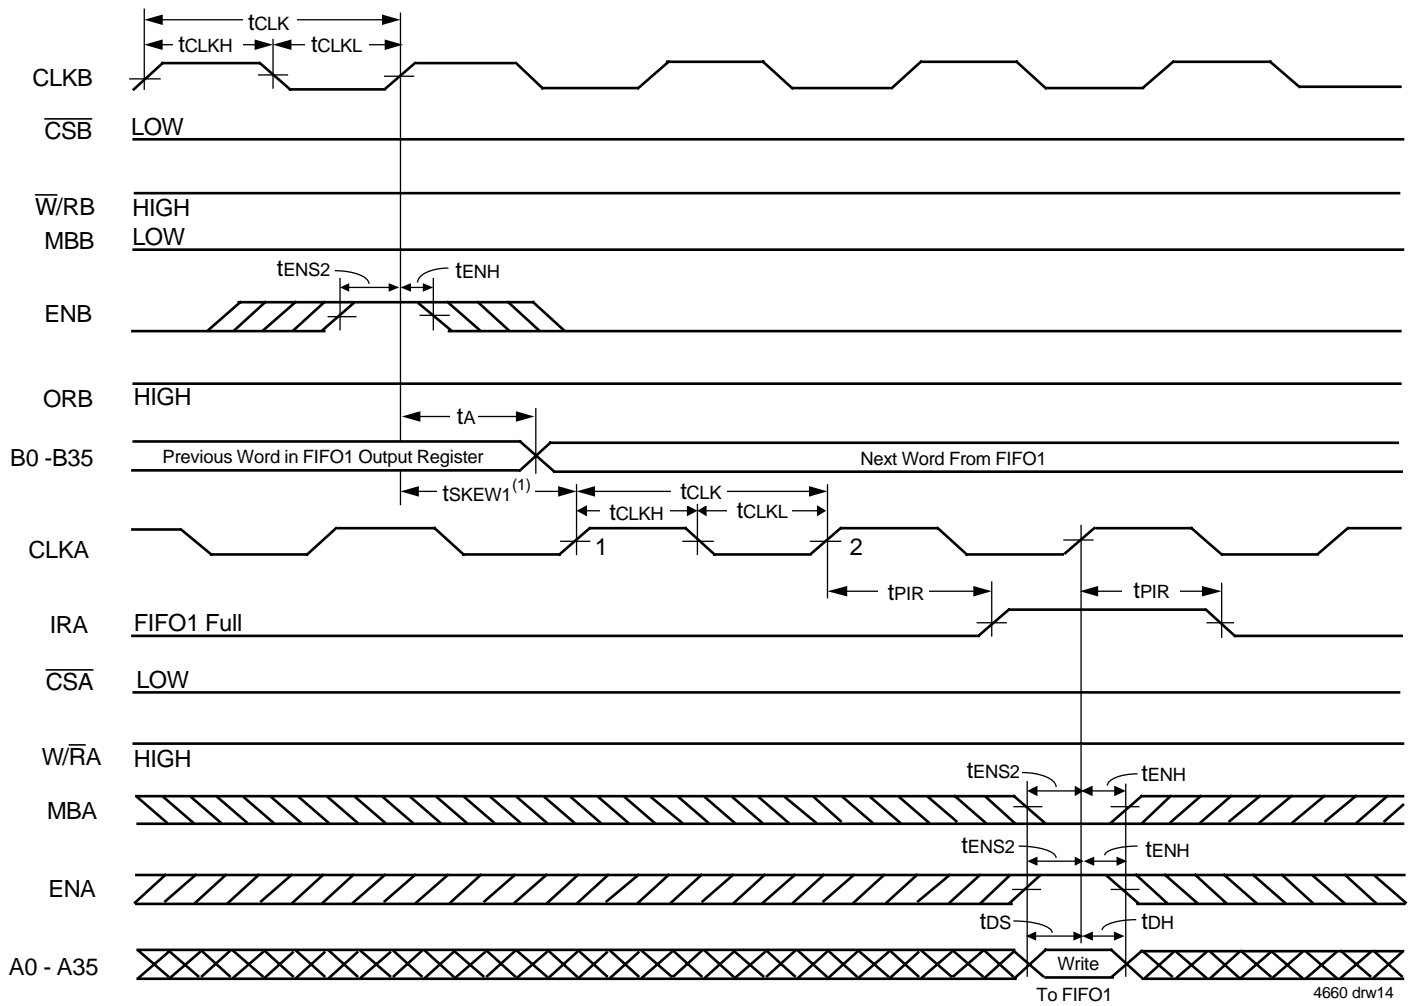 tCLK
tCLKH
tCLKL
CLKB
CSB
LOW
W/RB
HIGH
MBB
LOW
tENS2
tENH
ENB
ORB
HIGH
tA
B0 -B35
Previous Word in FIFO1 Output Register
Next Word From FIFO1
tSKEW1(1)
tCLK
tCLKH
tCLKL
CLKA
1
2
tPIR
tPIR
IRA
FIFO1 Full
CSA
LOW
W/RA
HIGH
tENS2
tENH
MBA
tENS2
tENH
ENA
tDS
tDH
A0 - A35
Write
To FIFO1
4660 drw14